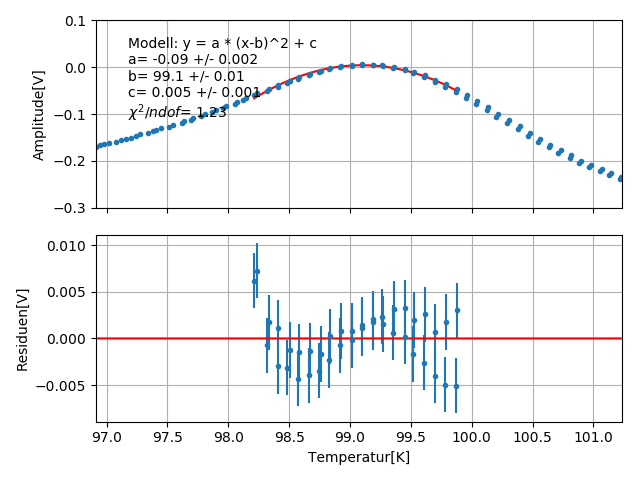 0.1
0.0
−0.1
−0.2
−0.3
Amplitude[V]
Modell: y = a * (x-b)^2 + c
a= -0.09 +/- 0.002
b= 99.1 +/- 0.01
c= 0.005 +/- 0.001
χ²/ndof= 1.23
0.010
0.005
0.000
−0.005
Residuen[V]
97.0 97.5 98.0 98.5 99.0 99.5 100.0 100.5 101.0
Temperatur[K]